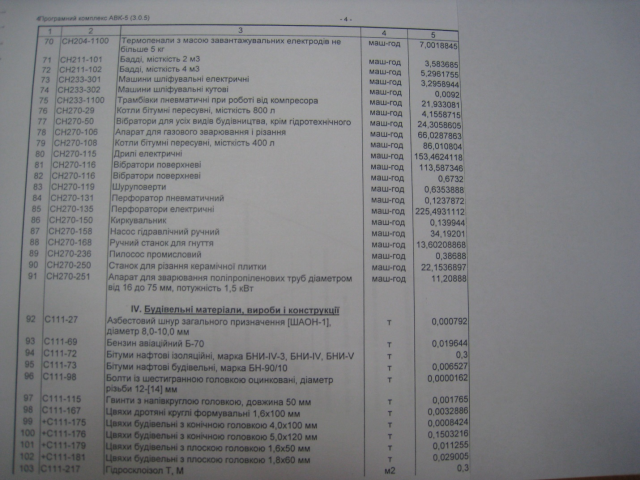 4Програмний комплекс АВК-5 (3.0.5) - 4 -
1 2 3 4 5
70 СН204-1100 Термопенали з масою завантажувальних електродів не більше 5 кг маш-год 7,0018845
71 СН211-101 Бадді, місткість 2 м3 маш-год 3,583685
72 СН211-102 Бадді, місткість 4 м3 маш-год 5,2961755
73 СН233-301 Машини шліфувальні електричні маш-год 3,2958944
74 СН233-302 Машини шліфувальні кутові маш-год 0,0092
75 СН233-1100 Трамбівки пневматичні при роботі від компресора маш-год 21,933081
76 СН270-29 Котли бітумні пересувні, місткість 800 л маш-год 4,1558715
77 СН270-50 Вібратори для усіх видів будівництва, крім гідротехнічного маш-год 24,3058605
78 СН270-106 Апарат для газового зварювання і різання маш-год 66,0287863
79 СН270-108 Котли бітумні пересувні, місткість 400 л маш-год 86,010804
80 СН270-115 Дрилі електричні маш-год 153,4624118
81 СН270-116 Вібратори поверхневі маш-год 113,587346
82 СН270-116 Вібратори поверхневі маш-год 0,6732
83 СН270-119 Шуруповерти маш-год 0,6353888
84 СН270-131 Перфоратор пневматичний маш-год 0,1237872
85 СН270-135 Перфоратори електричні маш-год 225,4931112
86 СН270-150 Киркувальник маш-год 0,139944
87 СН270-158 Насос гідравлічний ручний маш-год 34,19201
88 СН270-168 Ручний станок для гнуття маш-год 13,60208868
89 СН270-236 Пилосос промисловий маш-год 0,38688
90 СН270-250 Станок для різання керамічної плитки маш-год 22,1536897
91 СН270-251 Апарат для зварювання поліпропіленових труб діаметром від 16 до 75 мм, потужність 1,5 кВт маш-год 11,20888
IV. Будівельні матеріали, вироби і конструкції
92 С111-27 Азбестовий шнур загального призначення [ШАОН-1], діаметр 8,0-10,0 мм т 0,000792
93 С111-69 Бензин авіаційний Б-70 т 0,019644
94 С111-72 Бітуми нафтові ізоляційні, марка БНИ-IV-3, БНИ-IV, БНИ-V т 0,3
95 С111-73 Бітуми нафтові будівельні, марка БН-90/10 т 0,006527
96 С111-98 Болти із шестигранною головкою оцинковані, діаметр різьби 12-[14] мм т 0,0000162
97 С111-115 Гвинти з напівкруглою головкою, довжина 50 мм т 0,001765
98 С111-167 Цвяхи дротяні круглі формувальні 1,6х100 мм т 0,0032886
99 +С111-175 Цвяхи будівельні з конічною головкою 4,0х100 мм т 0,0008424
100 +С111-176 Цвяхи будівельні з конічною головкою 5,0х120 мм т 0,1503216
101 +С111-179 Цвяхи будівельні з плоскою головкою 1,6х50 мм т 0,011255
102 +С111-181 Цвяхи будівельні з плоскою головкою 1,8х60 мм т 0,029005
103 С111-217 Гідросклоізол Т, М м2 0,3